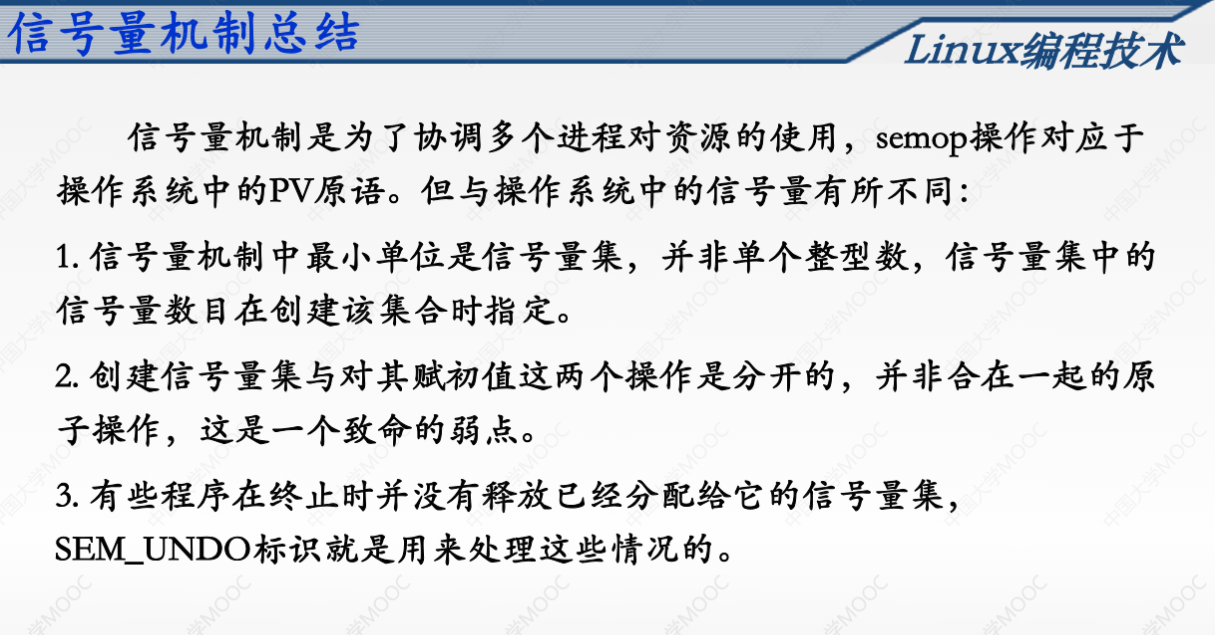 信号量机制总结
Linux编程技术
信号量机制是为了协调多个进程对资源的使用，semop操作对应于
操作系统中的PV原语。但与操作系统中的信号量有所不同：
1. 信号量机制中最小单位是信号量集，并非单个整型数，信号量集中的
信号量数目在创建该集合时指定。
2. 创建信号量集与对其赋初值这两个操作是分开的，并非合在一起的原
子操作，这是一个致命的弱点。
3. 有些程序在终止时并没有释放已经分配给它的信号量集，
SEM_UNDO标识就是用来处理这些情况的。
中国大学MOOC